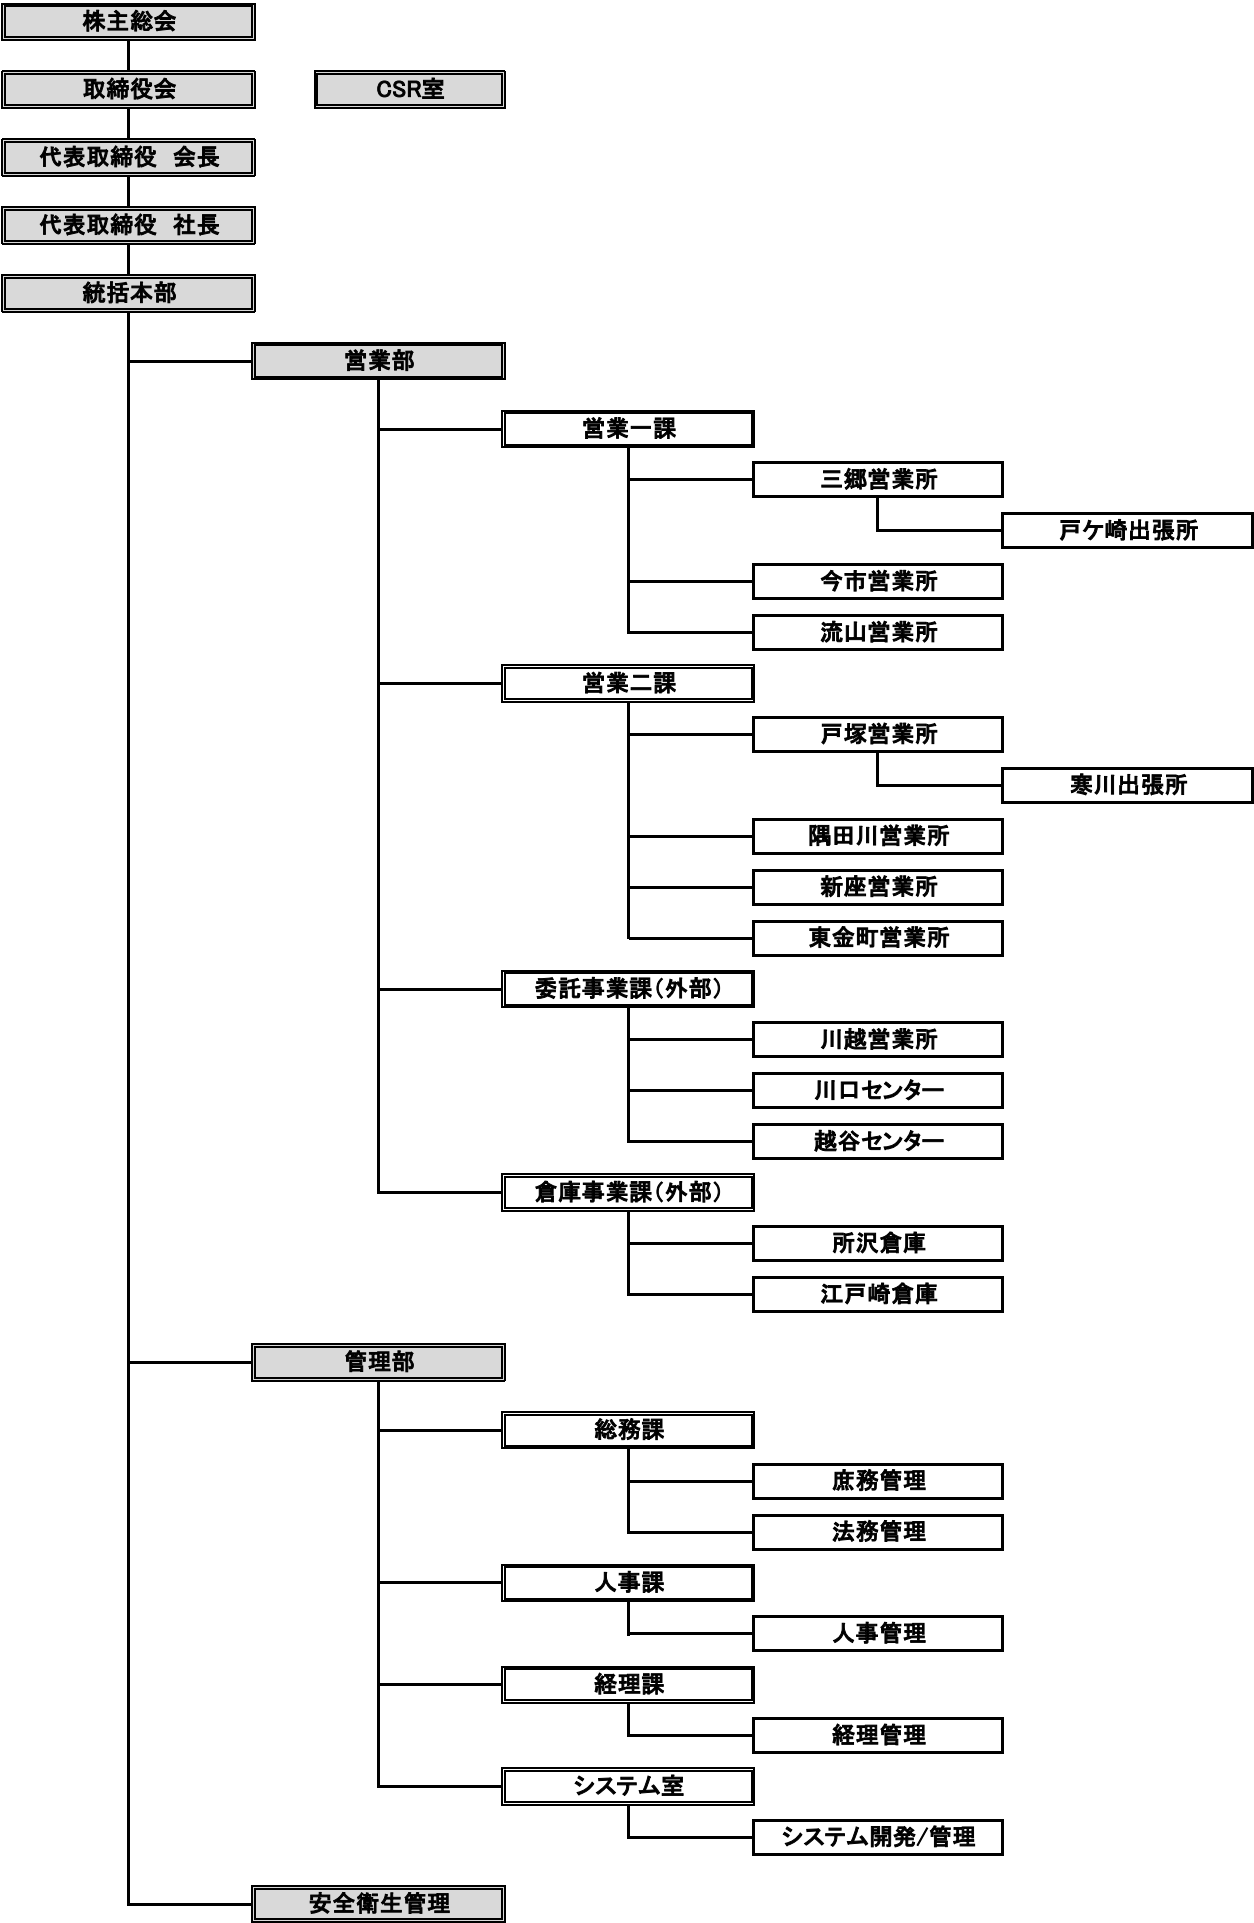 株主総会
取締役会
CSR室
代表取締役　会長
代表取締役　社長
統括本部
営業部
営業一課
三郷営業所
戸ケ崎出張所
今市営業所
流山営業所
営業二課
戸塚営業所
寒川出張所
隅田川営業所
新座営業所
東金町営業所
委託事業課（外部）
川越営業所
川口センター
越谷センター
倉庫事業課（外部）
所沢倉庫
江戸崎倉庫
管理部
総務課
庶務管理
法務管理
人事課
人事管理
経理課
経理管理
システム室
システム開発/管理
安全衛生管理